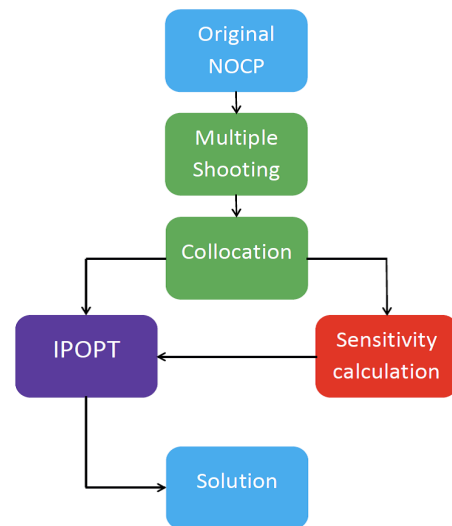 Original
NOCP
Multiple
Shooting
Collocation
IPOPT
Sensitivity
calculation
Solution